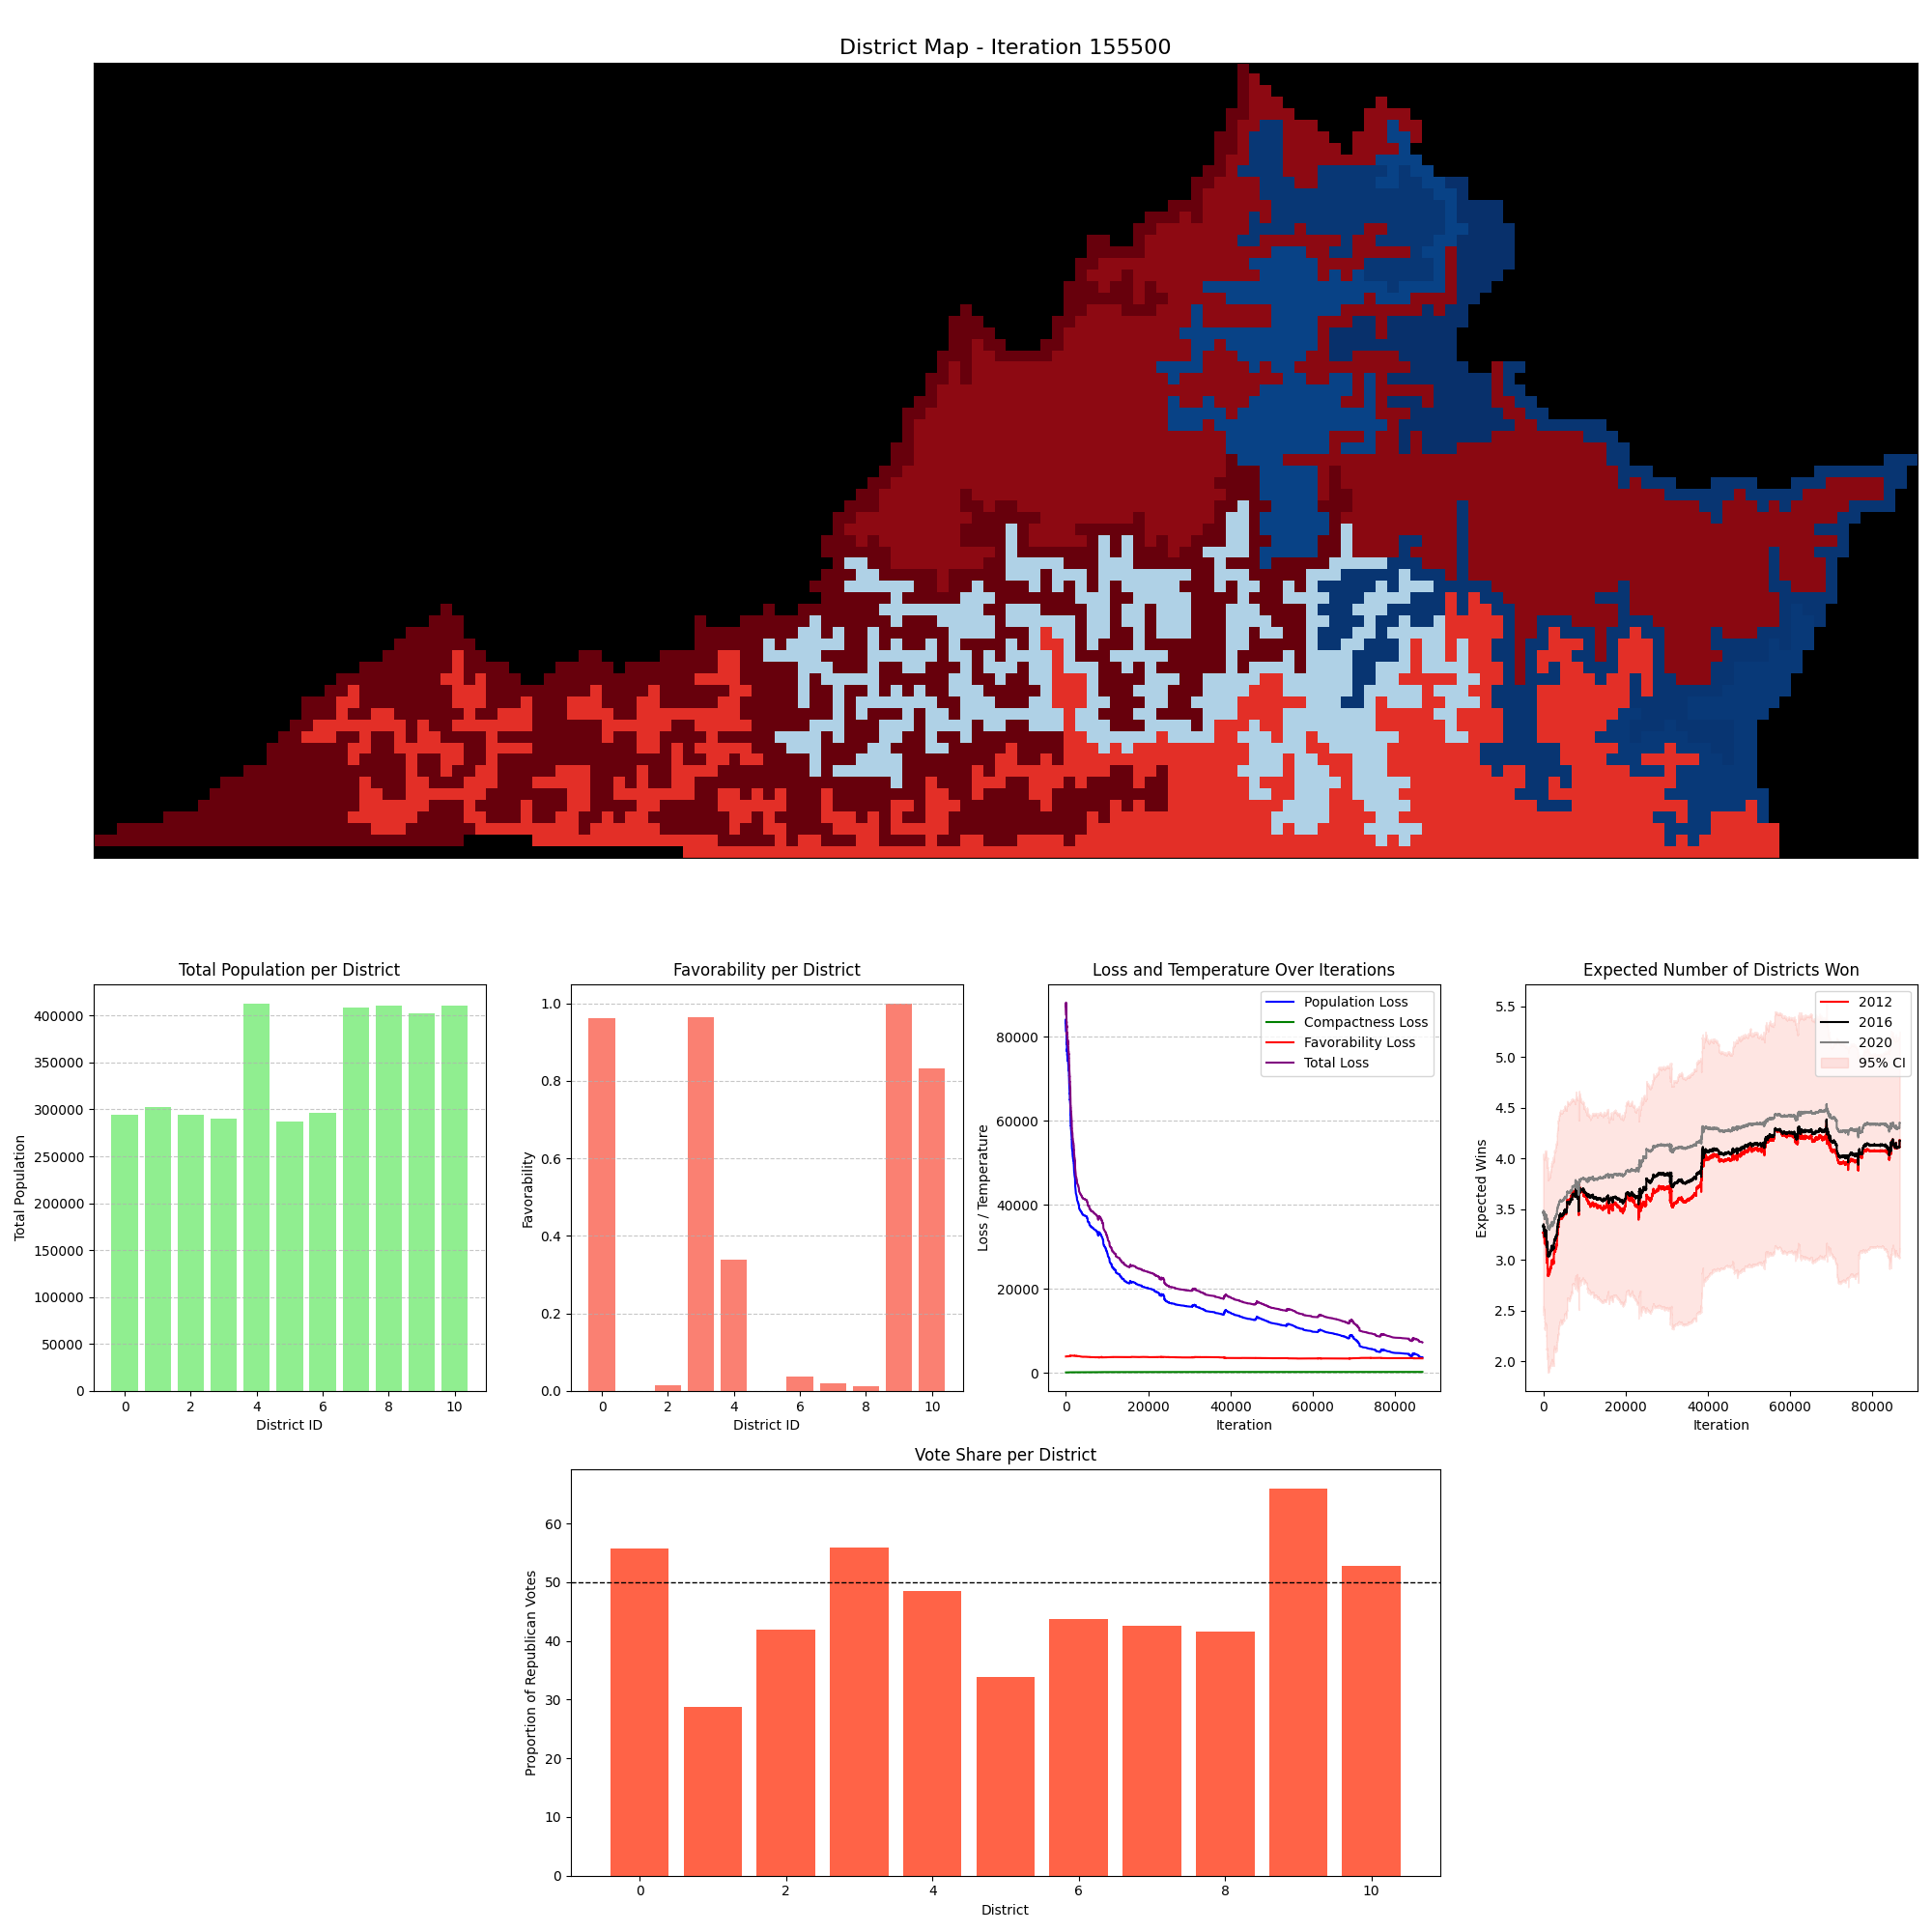 District Map - Iteration 155500
Total Population per District
Total Population
400000
350000
300000
250000
200000
150000
100000
50000
0
0 2 4 6 8 10
District ID
Favorability per District
Favorability
1.0
0.8
0.6
0.4
0.2
0.0
0 2 4 6 8 10
District ID
Loss and Temperature Over Iterations
Loss / Temperature
80000
60000
40000
20000
0
Population Loss
Compactness Loss
Favorability Loss
Total Loss
0 20000 40000 60000 80000
Iteration
Expected Number of Districts Won
Expected Wins
5.5
5.0
4.5
4.0
3.5
3.0
2.5
2.0
2012
2016
2020
95% CI
0 20000 40000 60000 80000
Iteration
Vote Share per District
Proportion of Republican Votes
60
50
40
30
20
10
0
0 2 4 6 8 10
District